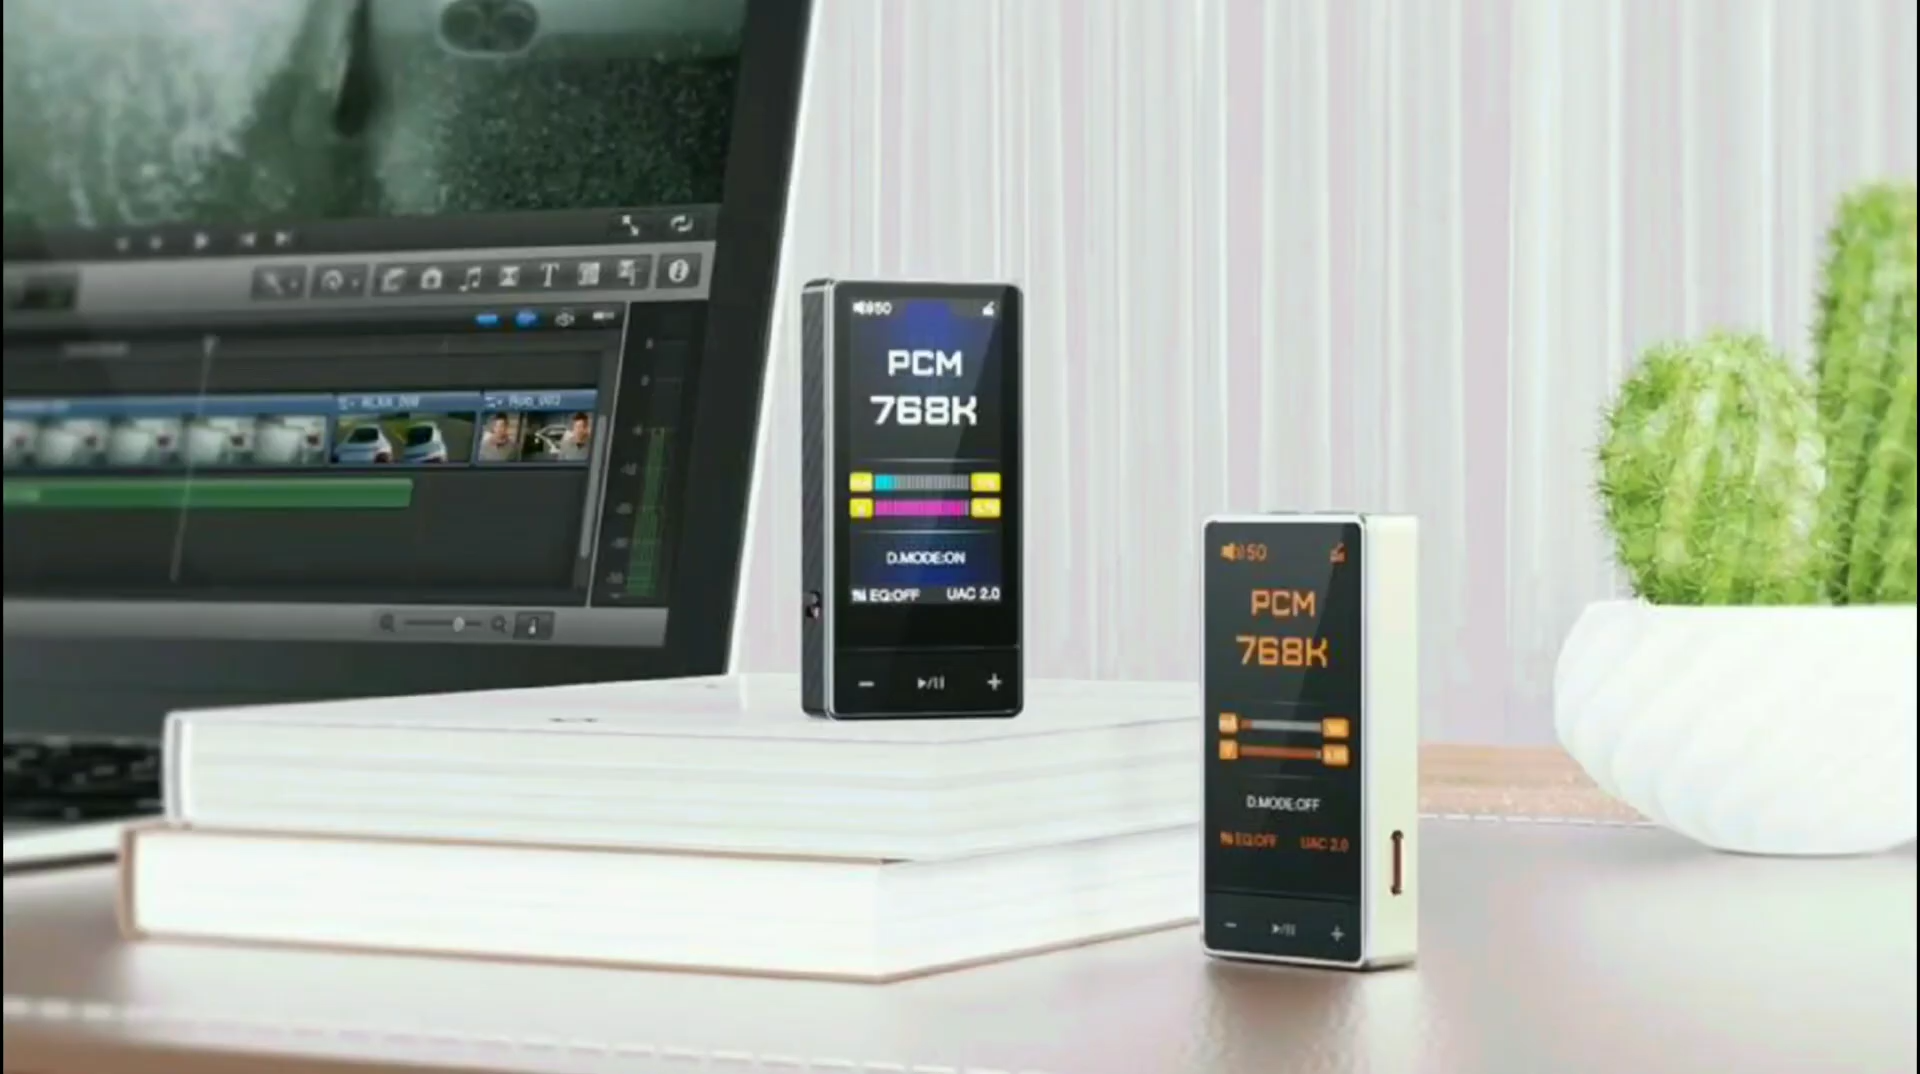 50
PCM
768K
D.MODE:ON
EQ:OFF UAC 2.0
50
PCM
768K
D.MODE:OFF
EQ:OFF UAC 2.0